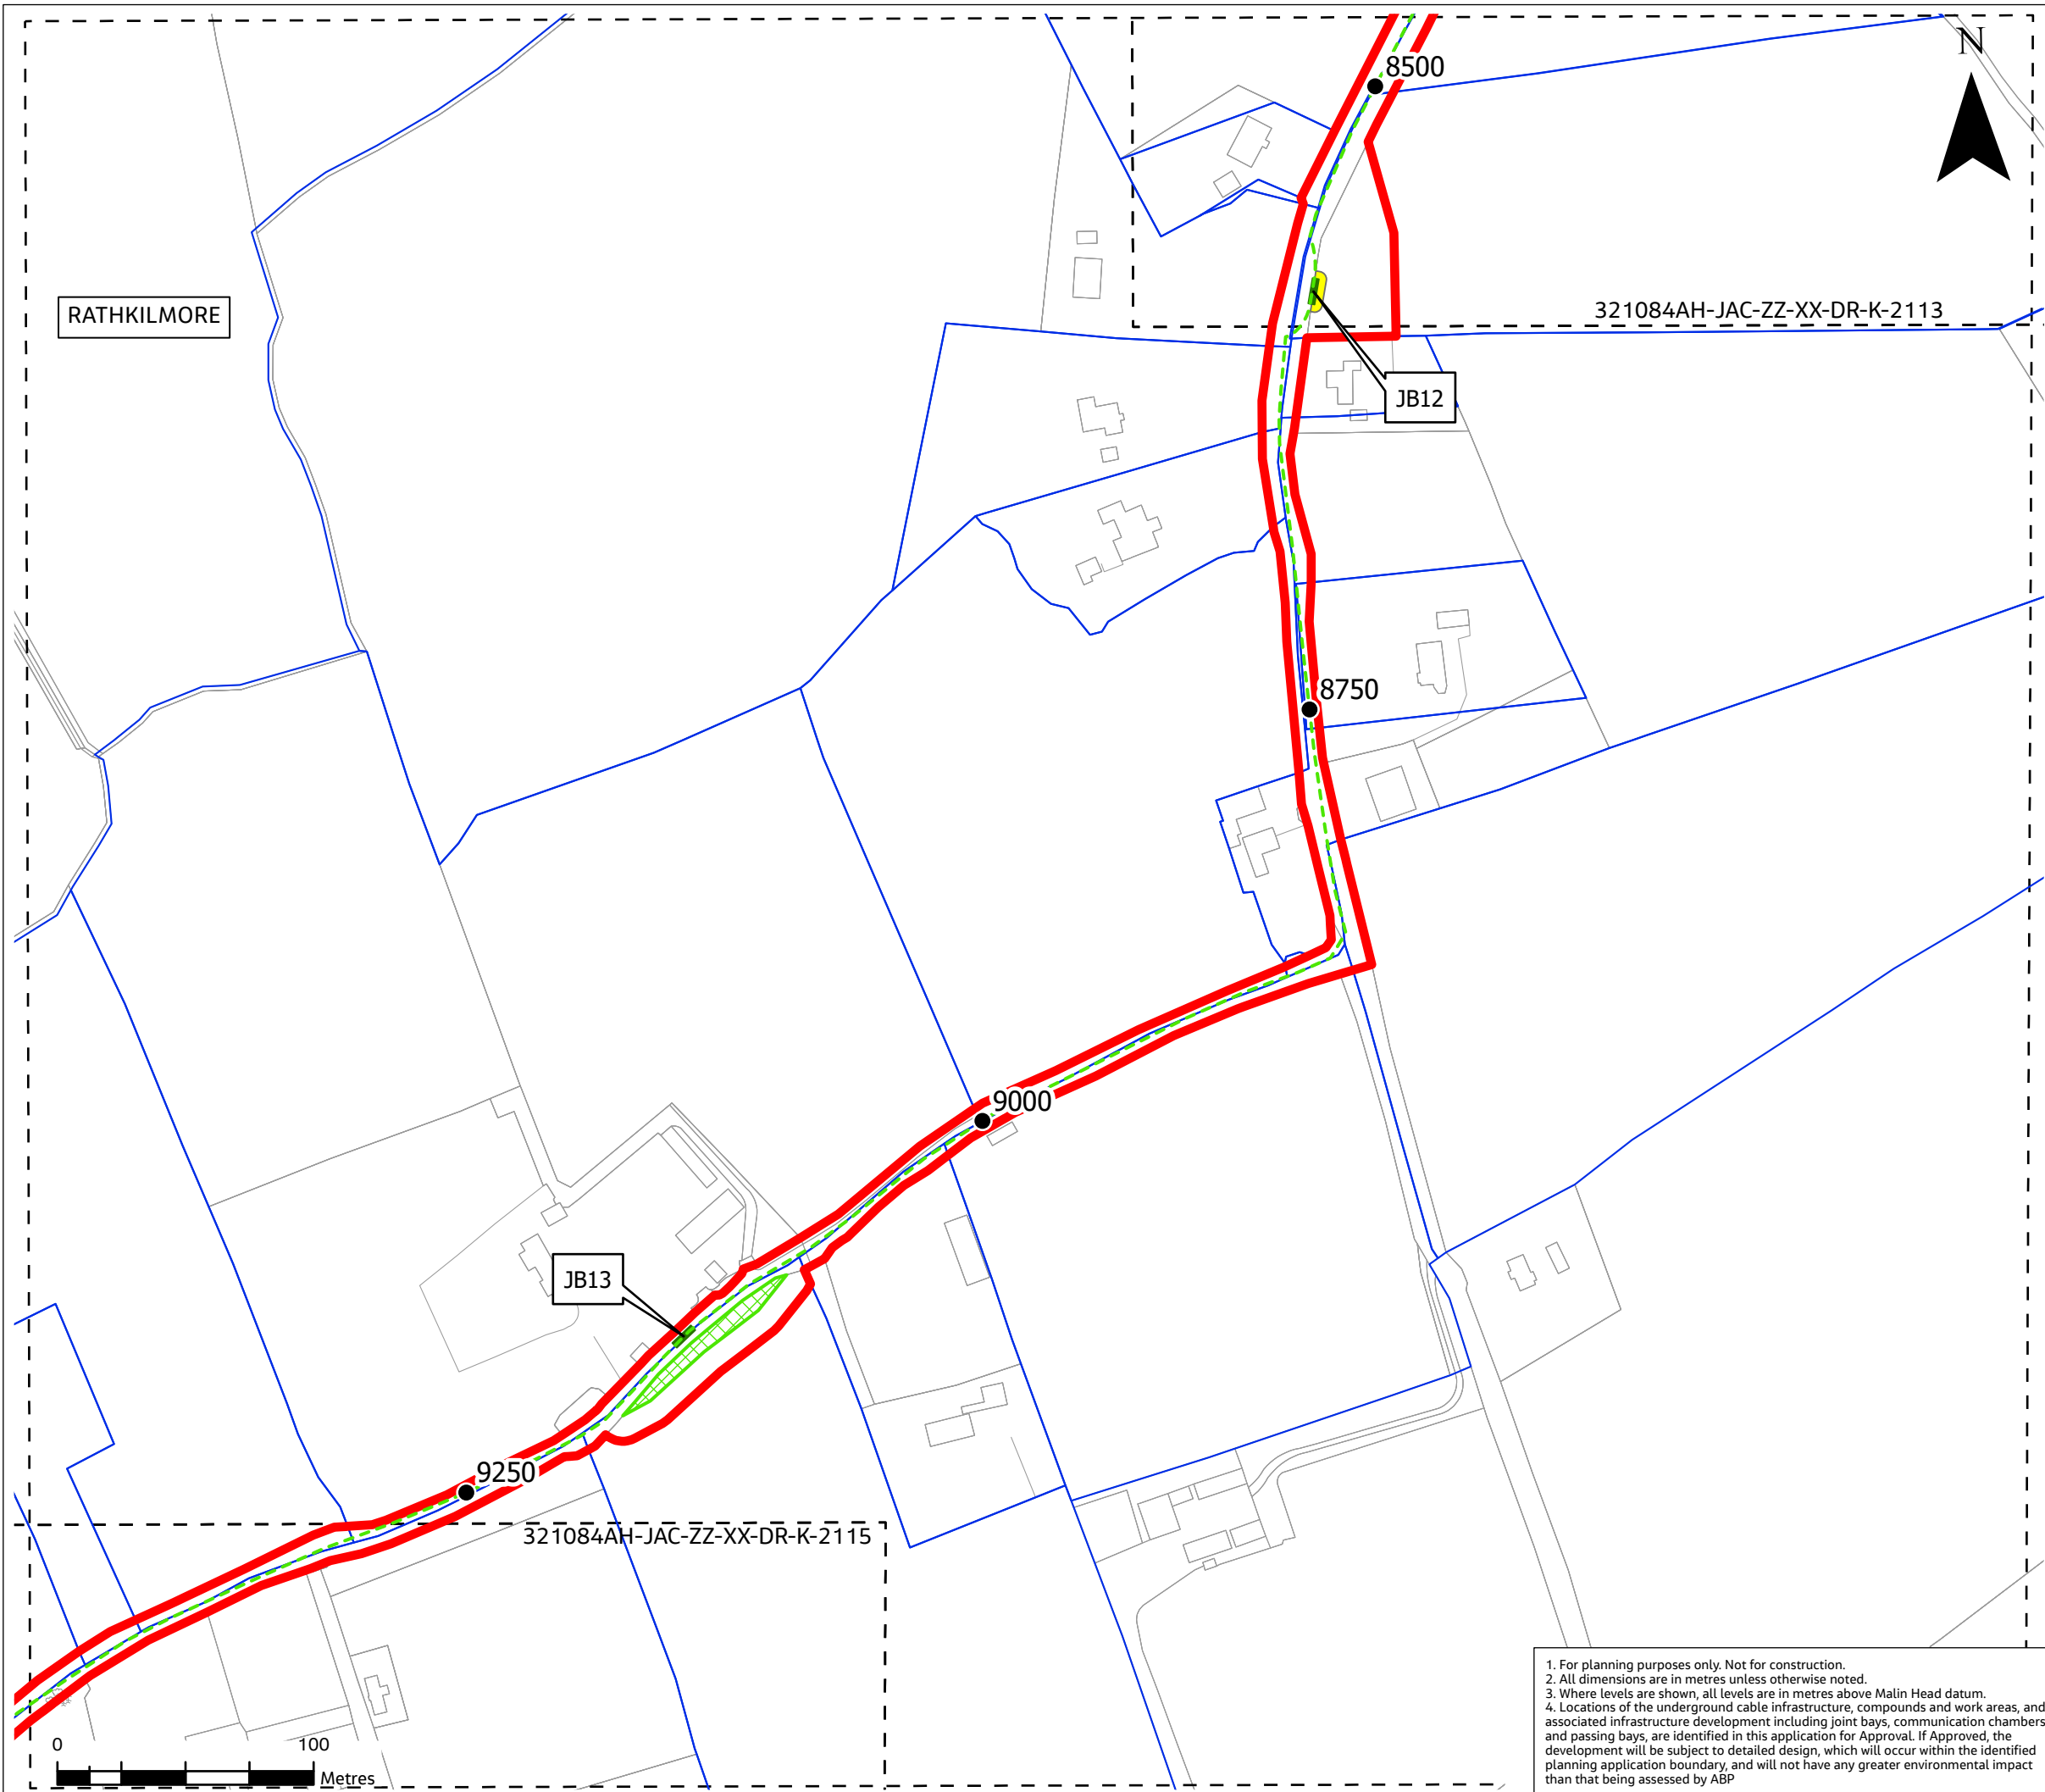 N
8500
RATHKILMORE
321084AH-JAC-ZZ-XX-DR-K-2113
JB12
8750
9000
JB13
9250
321084AH-JAC-ZZ-XX-DR-K-2115
1. For planning purposes only. Not for construction.
2. All dimensions are in metres unless otherwise noted.
3. Where levels are shown, all levels are in metres above Malin Head datum.
4. Locations of the underground cable infrastructure, compounds and work areas, and
associated infrastructure development including joint bays, communication chambers
and passing bays, are identified in this application for Approval. If Approved, the
development will be subject to detailed design, which will occur within the identified
planning application boundary, and will not have any greater environmental impact
than that being assessed by ABP
0 100
Metres